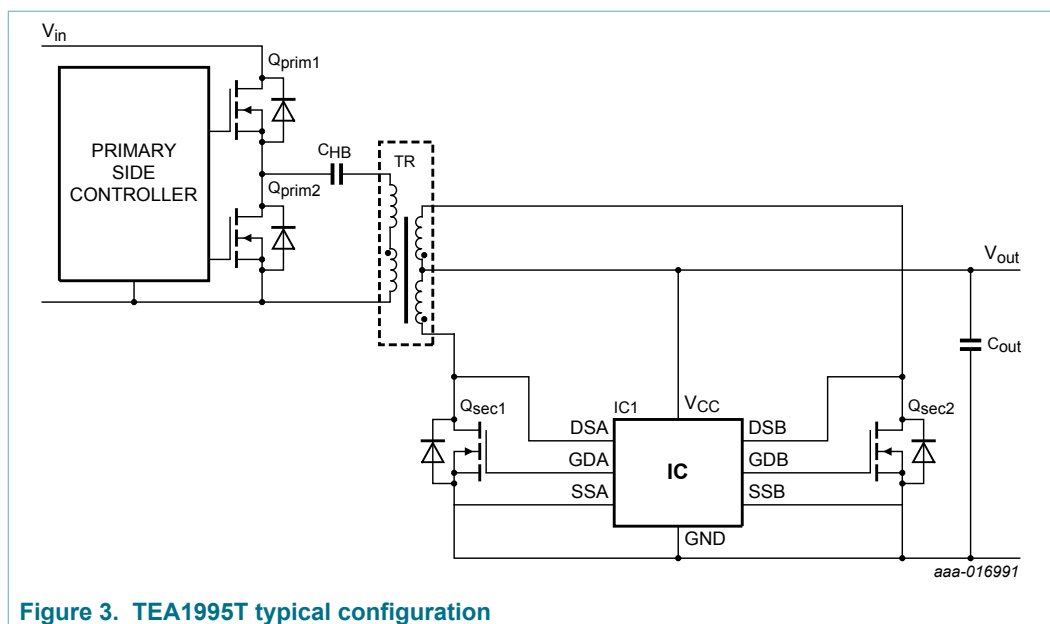 Vin
Qprim1
PRIMARY
SIDE
CONTROLLER
CHB
TR
Qprim2
Vout
Cout
Qsec1
IC1
VCC
Qsec2
DSA
DSB
GDA
IC
GDB
SSA
SSB
GND
aaa-016991
Figure 3. TEA1995T typical configuration